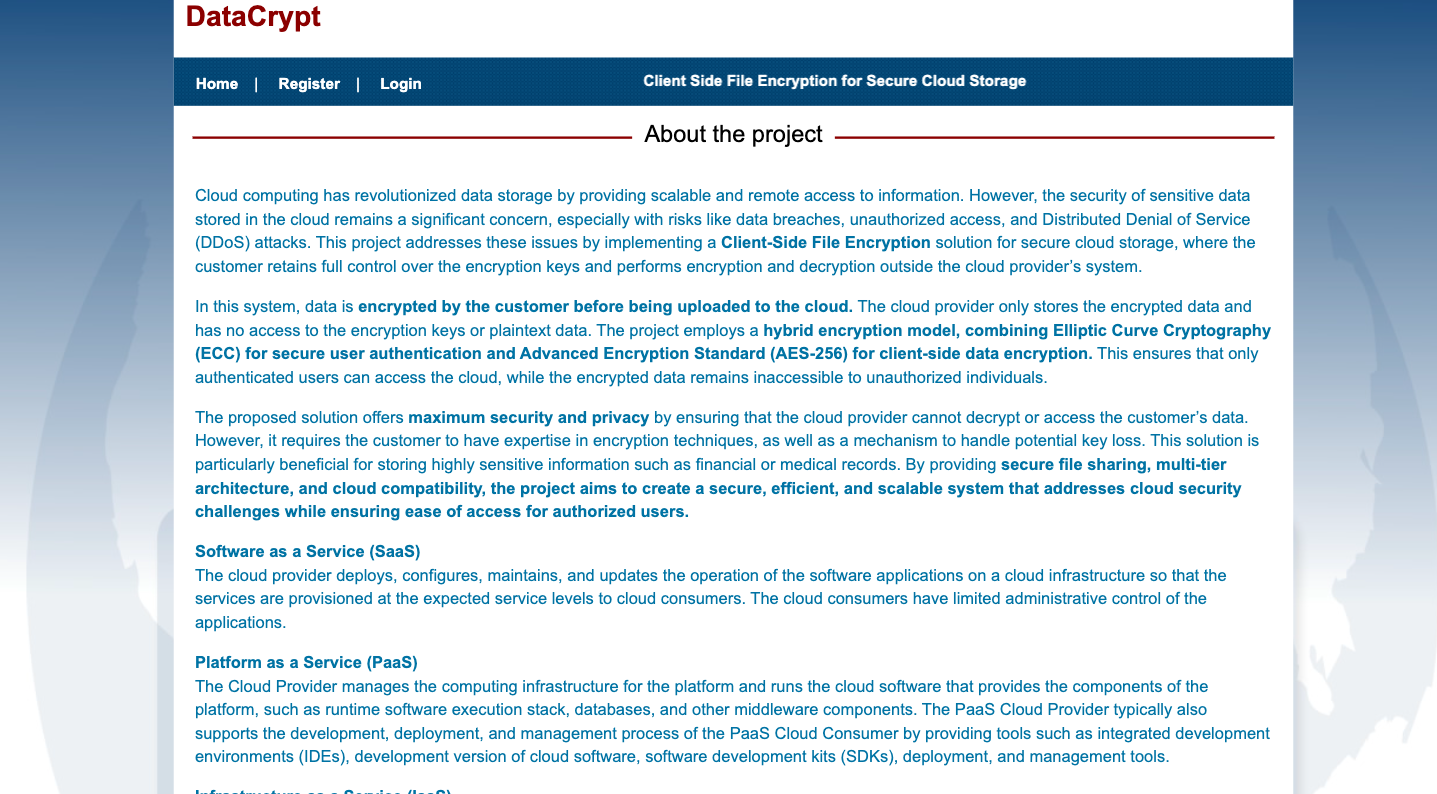 DataCrypt
Home | Register | Login
Client Side File Encryption for Secure Cloud Storage
About the project
Cloud computing has revolutionized data storage by providing scalable and remote access to information. However, the security of sensitive data
stored in the cloud remains a significant concern, especially with risks like data breaches, unauthorized access, and Distributed Denial of Service
(DDoS) attacks. This project addresses these issues by implementing a Client-Side File Encryption solution for secure cloud storage, where the
customer retains full control over the encryption keys and performs encryption and decryption outside the cloud provider’s system.
In this system, data is encrypted by the customer before being uploaded to the cloud. The cloud provider only stores the encrypted data and
has no access to the encryption keys or plaintext data. The project employs a hybrid encryption model, combining Elliptic Curve Cryptography
(ECC) for secure user authentication and Advanced Encryption Standard (AES-256) for client-side data encryption. This ensures that only
authenticated users can access the cloud, while the encrypted data remains inaccessible to unauthorized individuals.
The proposed solution offers maximum security and privacy by ensuring that the cloud provider cannot decrypt or access the customer’s data.
However, it requires the customer to have expertise in encryption techniques, as well as a mechanism to handle potential key loss. This solution is
particularly beneficial for storing highly sensitive information such as financial or medical records. By providing secure file sharing, multi-tier
architecture, and cloud compatibility, the project aims to create a secure, efficient, and scalable system that addresses cloud security
challenges while ensuring ease of access for authorized users.
Software as a Service (SaaS)
The cloud provider deploys, configures, maintains, and updates the operation of the software applications on a cloud infrastructure so that the
services are provisioned at the expected service levels to cloud consumers. The cloud consumers have limited administrative control of the
applications.
Platform as a Service (PaaS)
The Cloud Provider manages the computing infrastructure for the platform and runs the cloud software that provides the components of the
platform, such as runtime software execution stack, databases, and other middleware components. The PaaS Cloud Provider typically also
supports the development, deployment, and management process of the PaaS Cloud Consumer by providing tools such as integrated development
environments (IDEs), development version of cloud software, software development kits (SDKs), deployment, and management tools.
Infrastructure as a Service (IaaS)